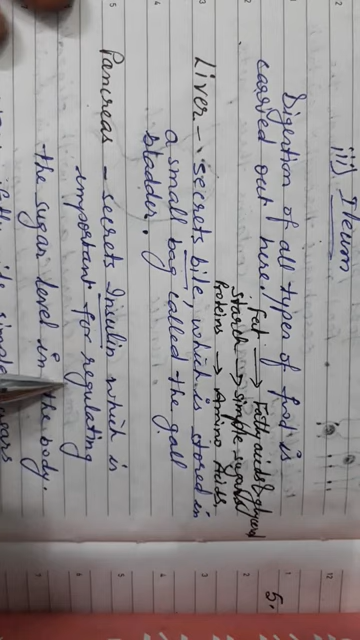 iii) Ileum
Digestion of all types of food is
carried out here.
Fat → Fatty acids &
Starch → simple sugar
Proteins → Amino Acids.
Liver - secrets bile, which is stored in
a small bag called the gall
bladder.
Pancreas - secrets Insulin which is
important for regulating
the sugar level in the body.
5.